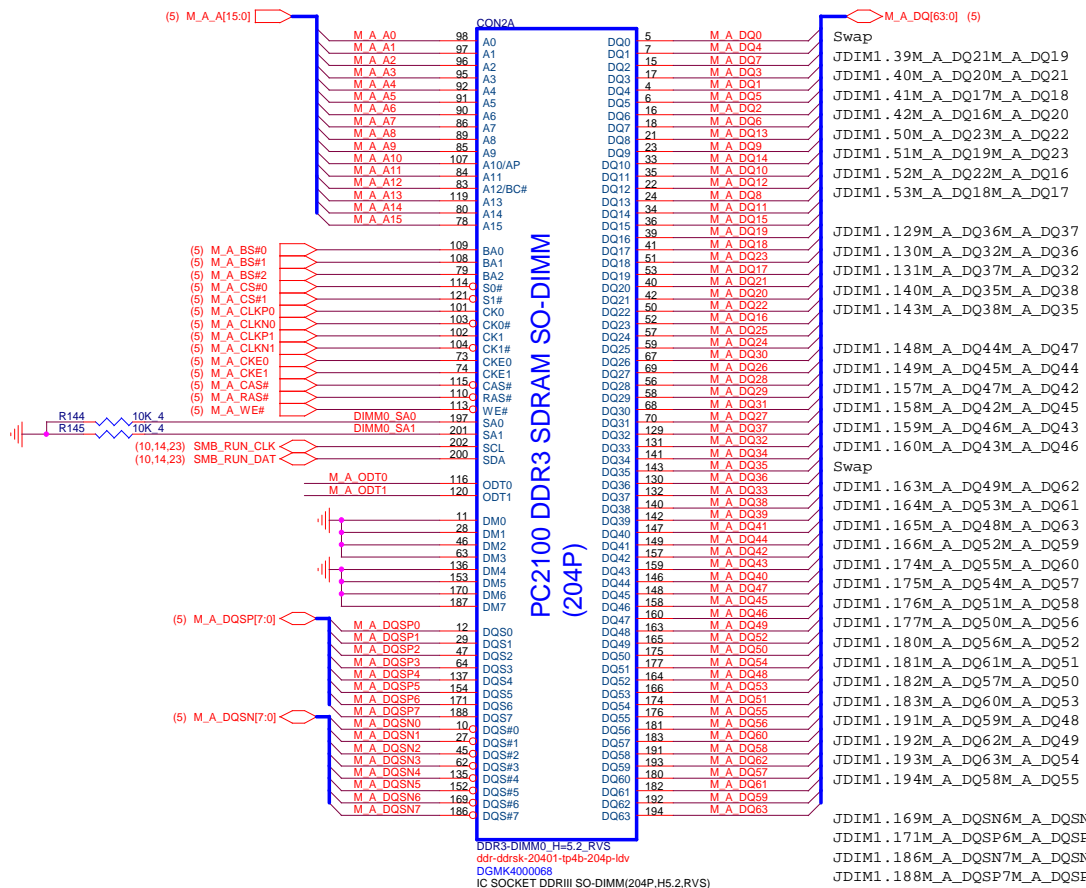 (5) M_A_A[15:0]
CON2A
M_A_A0 98 A0
M_A_A1 97 A1
M_A_A2 96 A2
M_A_A3 95 A3
M_A_A4 92 A4
M_A_A5 91 A5
M_A_A6 90 A6
M_A_A7 86 A7
M_A_A8 89 A8
M_A_A9 85 A9
M_A_A10 107 A10/AP
M_A_A11 84 A11
M_A_A12 83 A12/BC#
M_A_A13 119 A13
M_A_A14 80 A14
M_A_A15 78 A15
(5) M_A_BS#0 109 BA0
(5) M_A_BS#1 108 BA1
(5) M_A_BS#2 79 BA2
(5) M_A_CS#0 114 S0#
(5) M_A_CS#1 121 S1#
(5) M_A_CLKP0 101 CK0
(5) M_A_CLKN0 103 CK0#
(5) M_A_CLKP1 102 CK1
(5) M_A_CLKN1 104 CK1#
(5) M_A_CKE0 73 CKE0
(5) M_A_CKE1 74 CKE1
(5) M_A_CAS# 115 CAS#
(5) M_A_RAS# 110 RAS#
(5) M_A_WE# 113 WE#
R144 10K_4 DIMM0_SA0 197 SA0
R145 10K_4 DIMM0_SA1 201 SA1
(10,14,23) SMB_RUN_CLK 202 SCL
(10,14,23) SMB_RUN_DAT 200 SDA
M_A_ODT0 116 ODT0
M_A_ODT1 120 ODT1
11 DM0
28 DM1
46 DM2
63 DM3
136 DM4
153 DM5
170 DM6
187 DM7
(5) M_A_DQSP[7:0]
M_A_DQSP0 12 DQS0
M_A_DQSP1 29 DQS1
M_A_DQSP2 47 DQS2
M_A_DQSP3 64 DQS3
M_A_DQSP4 137 DQS4
M_A_DQSP5 154 DQS5
M_A_DQSP6 171 DQS6
M_A_DQSP7 188 DQS7
(5) M_A_DQSN[7:0]
M_A_DQSN0 10 DQS#0
M_A_DQSN1 27 DQS#1
M_A_DQSN2 45 DQS#2
M_A_DQSN3 62 DQS#3
M_A_DQSN4 135 DQS#4
M_A_DQSN5 152 DQS#5
M_A_DQSN6 169 DQS#6
M_A_DQSN7 186 DQS#7
PC2100 DDR3 SDRAM SO-DIMM
(204P)
DQ0 5 M_A_DQ0
DQ1 7 M_A_DQ4
DQ2 15 M_A_DQ7
DQ3 17 M_A_DQ3
DQ4 4 M_A_DQ1
DQ5 6 M_A_DQ5
DQ6 16 M_A_DQ2
DQ7 18 M_A_DQ6
DQ8 21 M_A_DQ13
DQ9 23 M_A_DQ9
DQ10 33 M_A_DQ14
DQ11 35 M_A_DQ10
DQ12 22 M_A_DQ12
DQ13 24 M_A_DQ8
DQ14 34 M_A_DQ11
DQ15 36 M_A_DQ15
DQ16 39 M_A_DQ19
DQ17 41 M_A_DQ18
DQ18 51 M_A_DQ23
DQ19 53 M_A_DQ17
DQ20 40 M_A_DQ21
DQ21 42 M_A_DQ20
DQ22 50 M_A_DQ22
DQ23 52 M_A_DQ16
DQ24 57 M_A_DQ25
DQ25 59 M_A_DQ24
DQ26 67 M_A_DQ30
DQ27 69 M_A_DQ26
DQ28 56 M_A_DQ28
DQ29 58 M_A_DQ29
DQ30 68 M_A_DQ31
DQ31 70 M_A_DQ27
DQ32 129 M_A_DQ37
DQ33 131 M_A_DQ32
DQ34 141 M_A_DQ34
DQ35 143 M_A_DQ35
DQ36 130 M_A_DQ36
DQ37 132 M_A_DQ33
DQ38 140 M_A_DQ38
DQ39 142 M_A_DQ39
DQ40 147 M_A_DQ41
DQ41 149 M_A_DQ44
DQ42 157 M_A_DQ42
DQ43 159 M_A_DQ43
DQ44 146 M_A_DQ40
DQ45 148 M_A_DQ47
DQ46 158 M_A_DQ45
DQ47 160 M_A_DQ46
DQ48 163 M_A_DQ49
DQ49 165 M_A_DQ52
DQ50 175 M_A_DQ50
DQ51 177 M_A_DQ54
DQ52 164 M_A_DQ48
DQ53 166 M_A_DQ53
DQ54 174 M_A_DQ51
DQ55 176 M_A_DQ55
DQ56 181 M_A_DQ56
DQ57 183 M_A_DQ60
DQ58 191 M_A_DQ58
DQ59 193 M_A_DQ62
DQ60 180 M_A_DQ57
DQ61 182 M_A_DQ61
DQ62 192 M_A_DQ59
DQ63 194 M_A_DQ63
DDR3-DIMM0_H=5.2_RVS
ddr-ddrsk-20401-tp4b-204p-ldv
DGMK4000068
IC SOCKET DDRIII SO-DIMM(204P,H5.2,RVS)
M_A_DQ[63:0] (5)
Swap
JDIM1.39M_A_DQ21M_A_DQ19
JDIM1.40M_A_DQ20M_A_DQ21
JDIM1.41M_A_DQ17M_A_DQ18
JDIM1.42M_A_DQ16M_A_DQ20
JDIM1.50M_A_DQ23M_A_DQ22
JDIM1.51M_A_DQ19M_A_DQ23
JDIM1.52M_A_DQ22M_A_DQ16
JDIM1.53M_A_DQ18M_A_DQ17
JDIM1.129M_A_DQ36M_A_DQ37
JDIM1.130M_A_DQ32M_A_DQ36
JDIM1.131M_A_DQ37M_A_DQ32
JDIM1.140M_A_DQ35M_A_DQ38
JDIM1.143M_A_DQ38M_A_DQ35
JDIM1.148M_A_DQ44M_A_DQ47
JDIM1.149M_A_DQ45M_A_DQ44
JDIM1.157M_A_DQ47M_A_DQ42
JDIM1.158M_A_DQ42M_A_DQ45
JDIM1.159M_A_DQ46M_A_DQ43
JDIM1.160M_A_DQ43M_A_DQ46
Swap
JDIM1.163M_A_DQ49M_A_DQ62
JDIM1.164M_A_DQ53M_A_DQ61
JDIM1.165M_A_DQ48M_A_DQ63
JDIM1.166M_A_DQ52M_A_DQ59
JDIM1.174M_A_DQ55M_A_DQ60
JDIM1.175M_A_DQ54M_A_DQ57
JDIM1.176M_A_DQ51M_A_DQ58
JDIM1.177M_A_DQ50M_A_DQ56
JDIM1.180M_A_DQ56M_A_DQ52
JDIM1.181M_A_DQ61M_A_DQ51
JDIM1.182M_A_DQ57M_A_DQ50
JDIM1.183M_A_DQ60M_A_DQ53
JDIM1.191M_A_DQ59M_A_DQ48
JDIM1.192M_A_DQ62M_A_DQ49
JDIM1.193M_A_DQ63M_A_DQ54
JDIM1.194M_A_DQ58M_A_DQ55
JDIM1.169M_A_DQSN6M_A_DQSN
JDIM1.171M_A_DQSP6M_A_DQSP
JDIM1.186M_A_DQSN7M_A_DQSN
JDIM1.188M_A_DQSP7M_A_DQSP